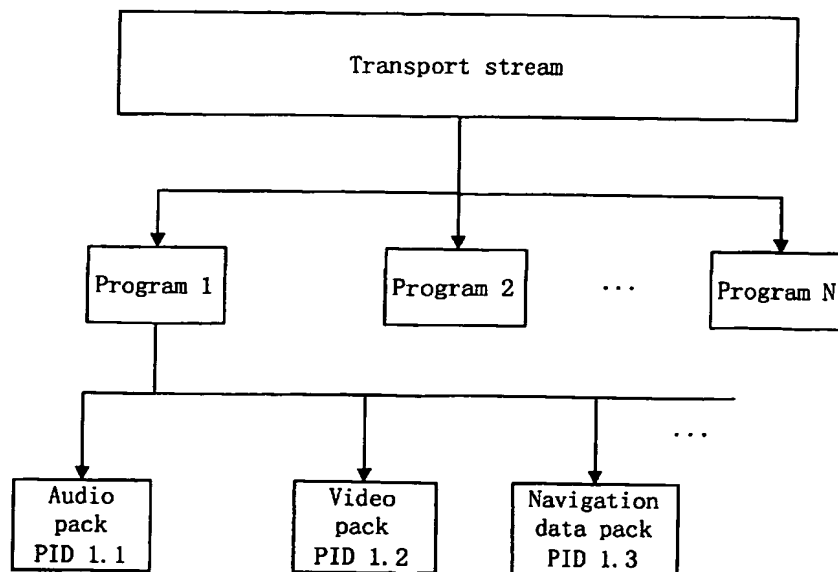 Transport stream
Program 1
Program 2
...
Program N
...
Audio
pack
PID 1.1
Video
pack
PID 1.2
Navigation
data pack
PID 1.3